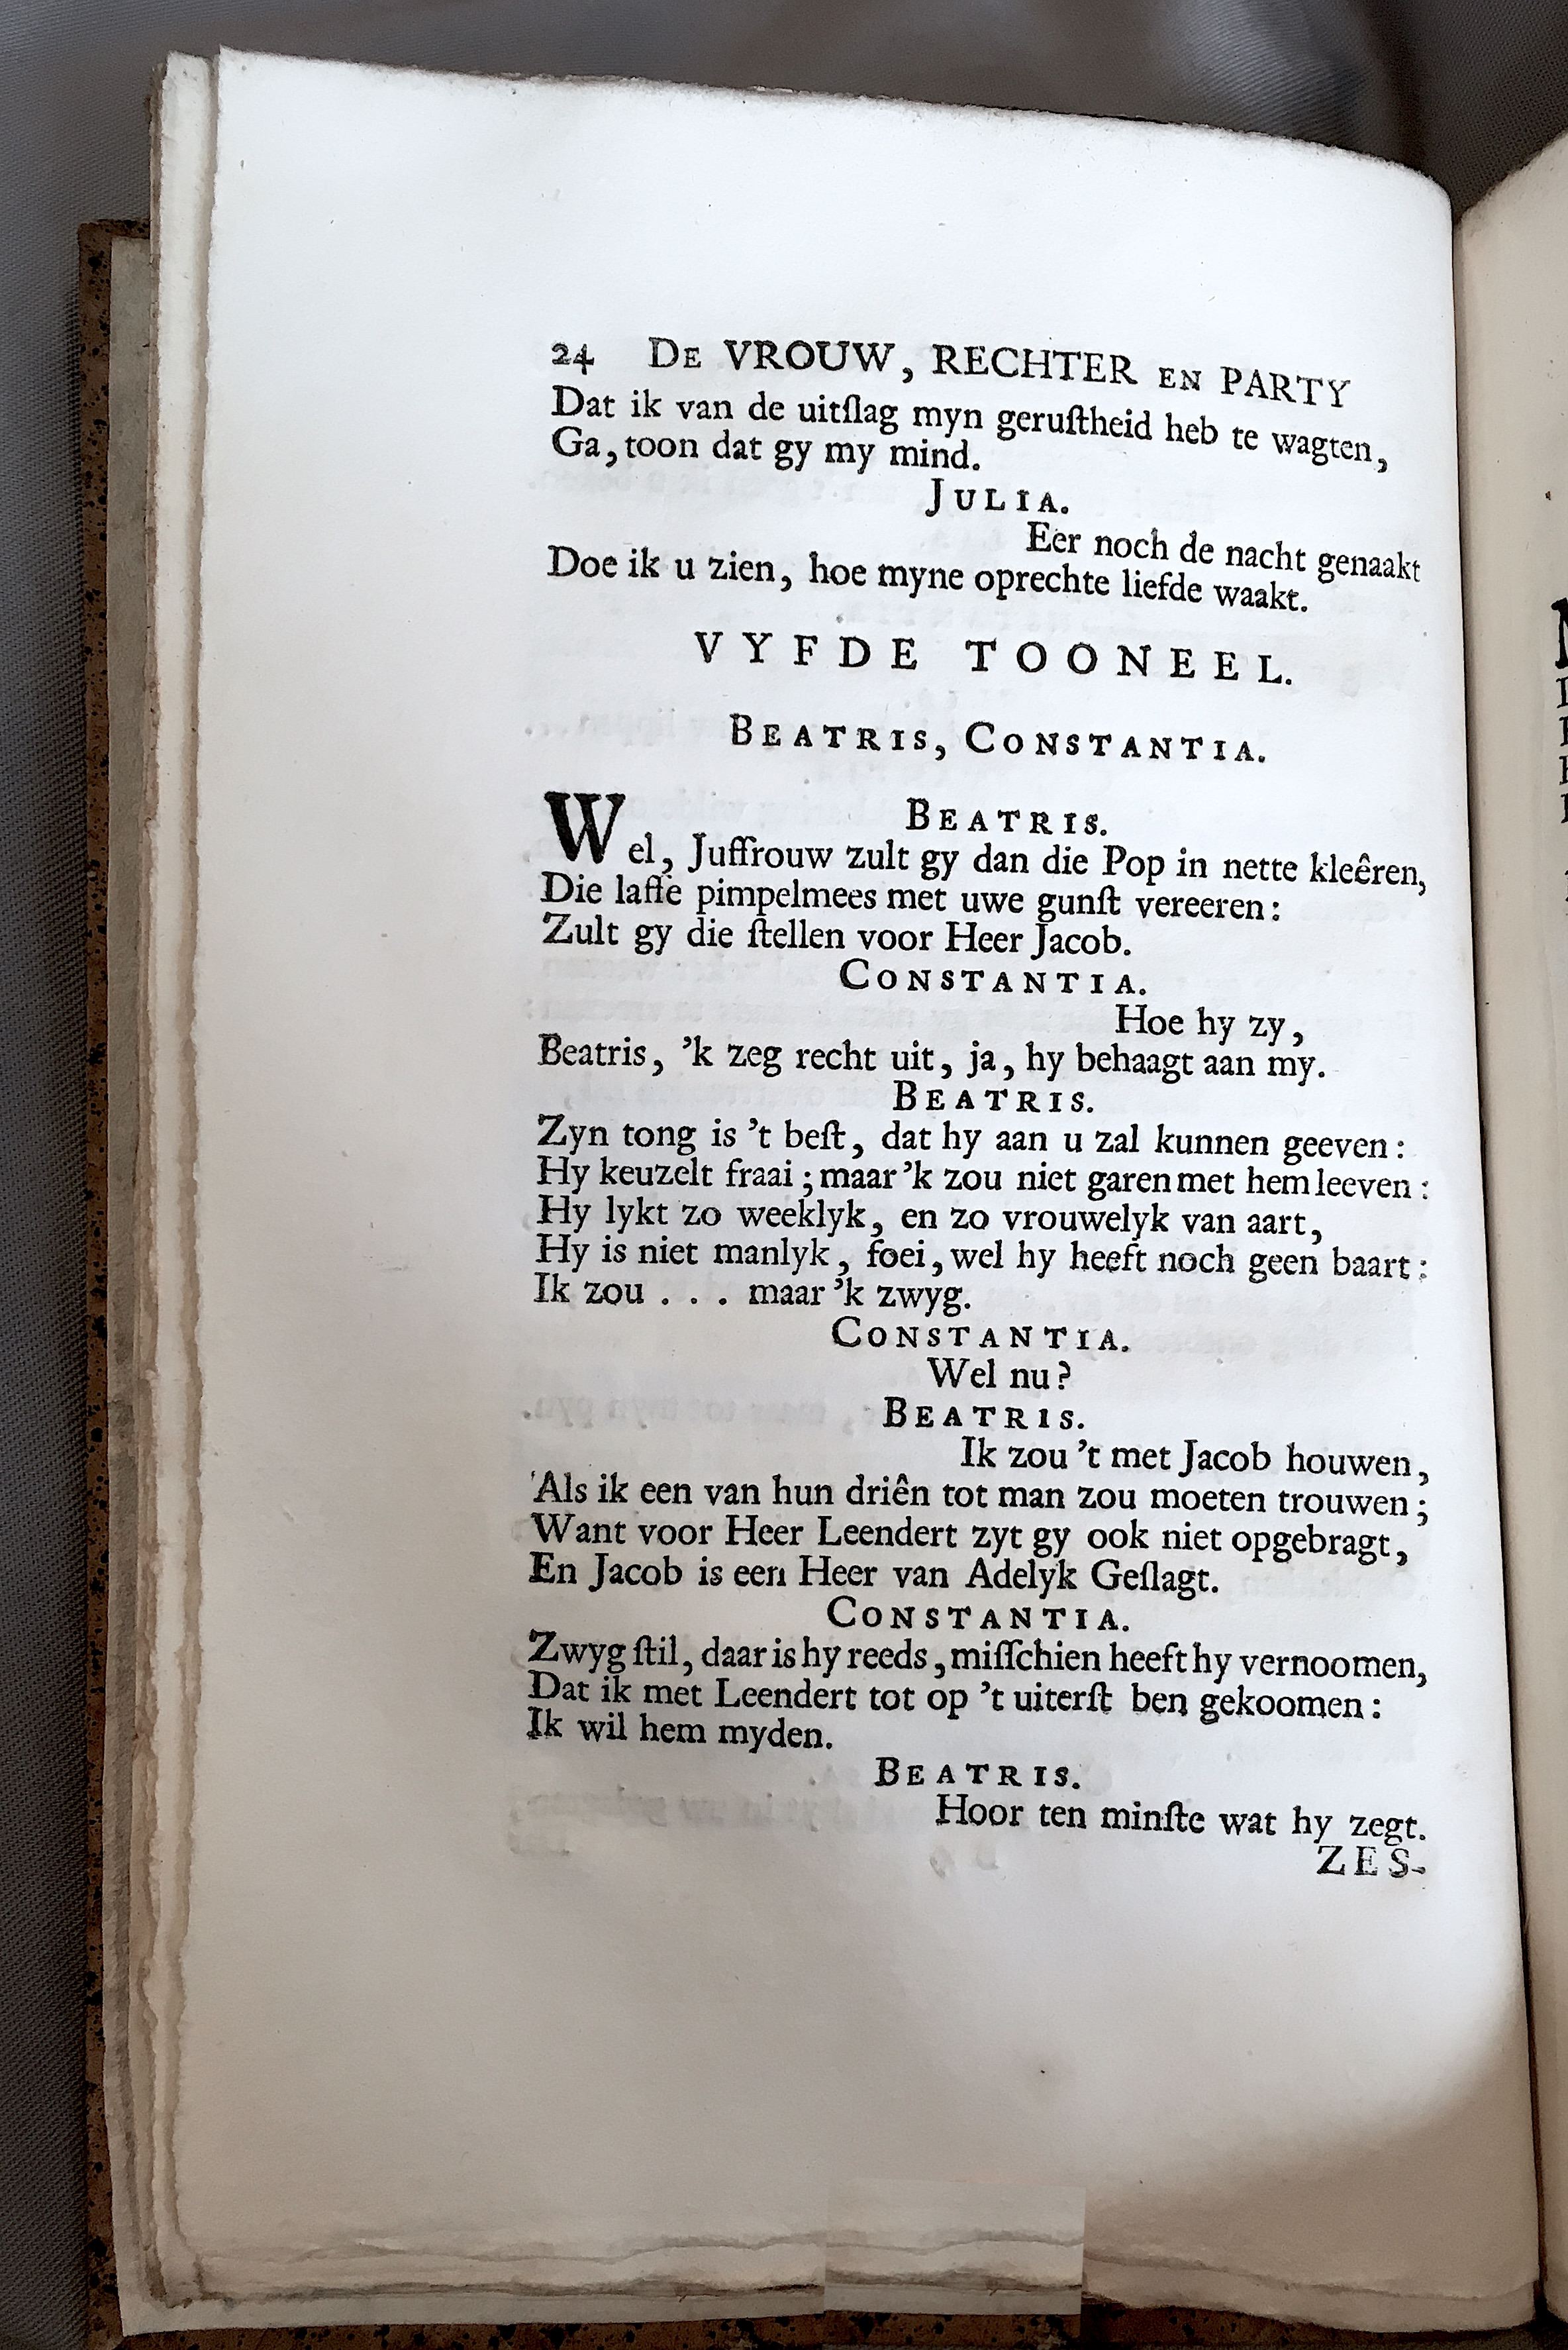 24 De VROUW, RECHTER EN PARTY
Dat ik van de uitſlag myn geruſtheid heb te wagten,
Ga, toon dat gy my mind.
JULIA.
Eer noch de nacht genaakt
Doe ik u zien, hoe myne oprechte liefde waakt.
VYFDE TOONEEL.
BEATRIS, CONSTANTIA.
BEATRIS.
Wel, Juffrouw zult gy dan die Pop in nette kleêren,
Die laffe pimpelmees met uwe gunſt vereeren:
Zult gy die ſtellen voor Heer Jacob.
CONSTANTIA.
Hoe hy zy,
Beatris, 'k zeg recht uit, ja, hy behaagt aan my.
BEATRIS.
Zyn tong is 't beſt, dat hy aan u zal kunnen geeven:
Hy keuzelt fraai; maar 'k zou niet garen met hem leeven:
Hy lykt zo weeklyk, en zo vrouwelyk van aart,
Hy is niet manlyk, foei, wel hy heeft noch geen baart:
Ik zou . . . maar 'k zwyg.
CONSTANTIA.
Wel nu?
BEATRIS.
Ik zou 't met Jacob houwen,
Als ik een van hun driên tot man zou moeten trouwen;
Want voor Heer Leendert zyt gy ook niet opgebragt,
En Jacob is een Heer van Adelyk Geſlagt.
CONSTANTIA.
Zwyg ſtil, daar is hy reeds, miſſchien heeft hy vernoomen,
Dat ik met Leendert tot op 't uiterſt ben gekoomen:
Ik wil hem myden.
BEATRIS.
Hoor ten minſte wat hy zegt.
ZES-